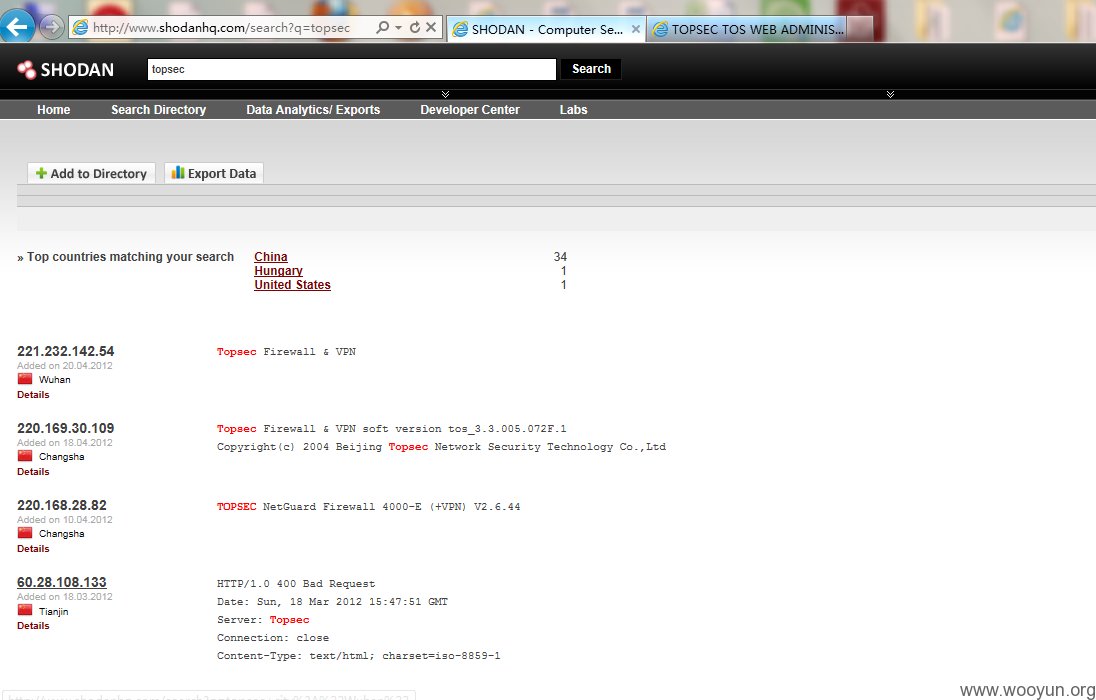 http://www.shodanhq.com/search?q=topsec
SHODAN - Computer Se...
TOPSEC TOS WEB ADMINIS...
SHODAN
topsec
Search
Home
Search Directory
Data Analytics/ Exports
Developer Center
Labs
Add to Directory
Export Data
» Top countries matching your search
China 34
Hungary 1
United States 1
221.232.142.54
Added on 20.04.2012
Wuhan
Details
Topsec Firewall & VPN
220.169.30.109
Added on 18.04.2012
Changsha
Details
Topsec Firewall & VPN soft version tos_3.3.005.072F.1
Copyright(c) 2004 Beijing Topsec Network Security Technology Co.,Ltd
220.168.28.82
Added on 10.04.2012
Changsha
Details
TOPSEC NetGuard Firewall 4000-E (+VPN) V2.6.44
60.28.108.133
Added on 18.03.2012
Tianjin
Details
HTTP/1.0 400 Bad Request
Date: Sun, 18 Mar 2012 15:47:51 GMT
Server: Topsec
Connection: close
Content-Type: text/html; charset=iso-8859-1
www.wooyun.org